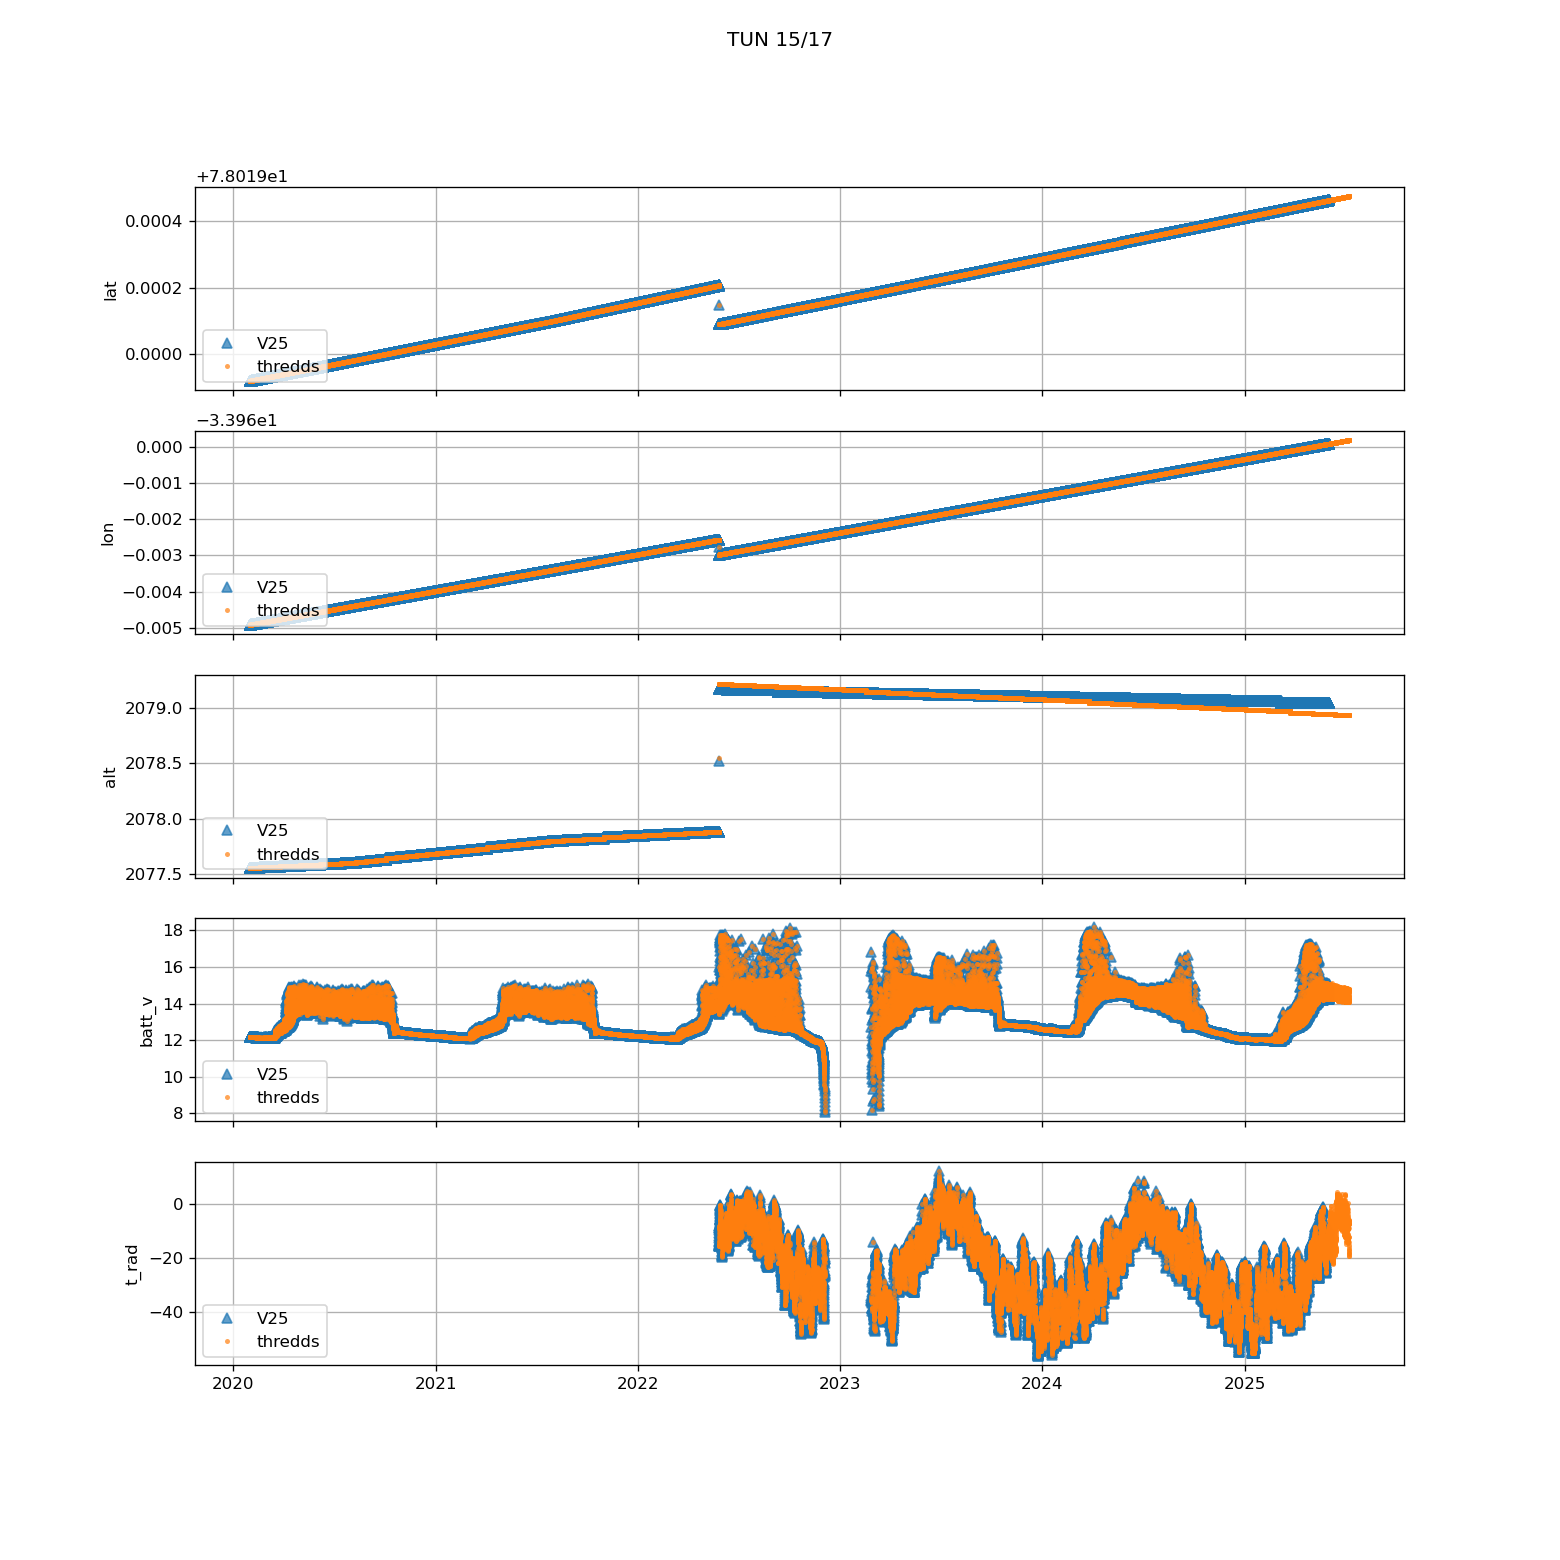 TUN 15/17
+7.8019e1
0.0004
0.0002
0.0000
lat
V25
thredds
−3.396e1
0.000
−0.001
−0.002
−0.003
−0.004
−0.005
lon
V25
thredds
2079.0
2078.5
2078.0
2077.5
alt
V25
thredds
18
16
14
12
10
8
batt_v
V25
thredds
0
−20
−40
t_rad
V25
thredds
2020 2021 2022 2023 2024 2025